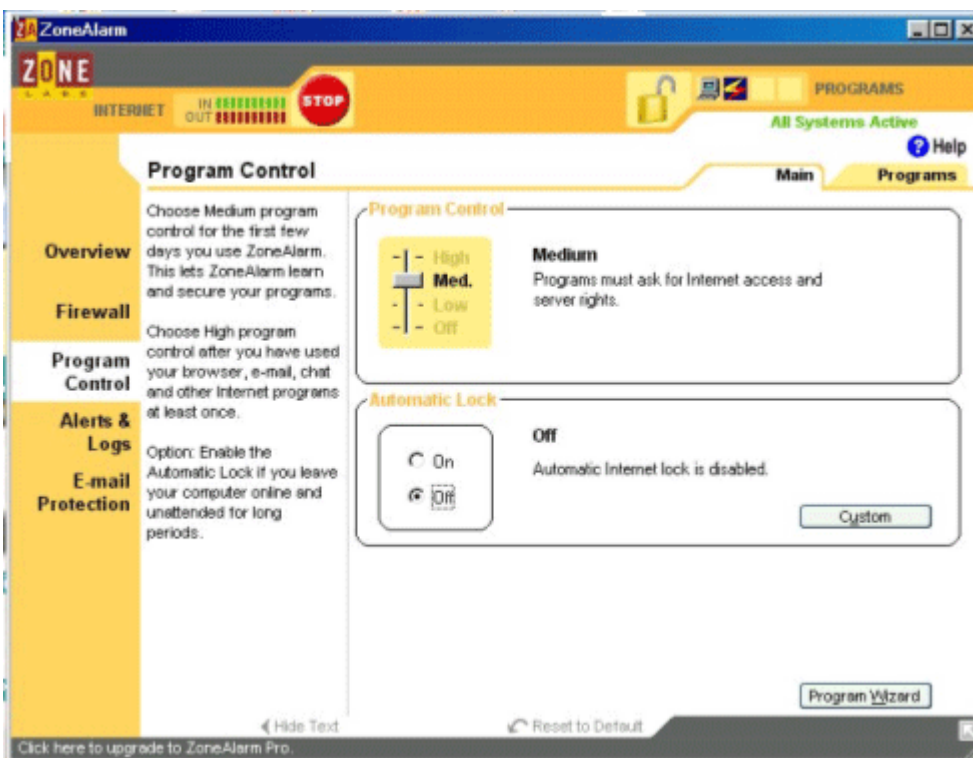 ZoneAlarm
ZONE
LABS
INTERNET
IN
OUT
STOP
PROGRAMS
All Systems Active
Help
Program Control
Main
Programs
Overview
Firewall
Program
Control
Alerts &
Logs
E-mail
Protection
Choose Medium program
control for the first few
days you use ZoneAlarm.
This lets ZoneAlarm learn
and secure your programs.
Choose High program
control after you have used
your browser, e-mail, chat
and other Internet programs
at least once.
Option: Enable the
Automatic Lock if you leave
your computer online and
unattended for long
periods.
Program Control
High
Med.
Low
Off
Medium
Programs must ask for Internet access and
server rights.
Automatic Lock
On
Off
Off
Automatic Internet lock is disabled.
Custom
Program Wizard
Hide Text
Reset to Default
Click here to upgrade to ZoneAlarm Pro.